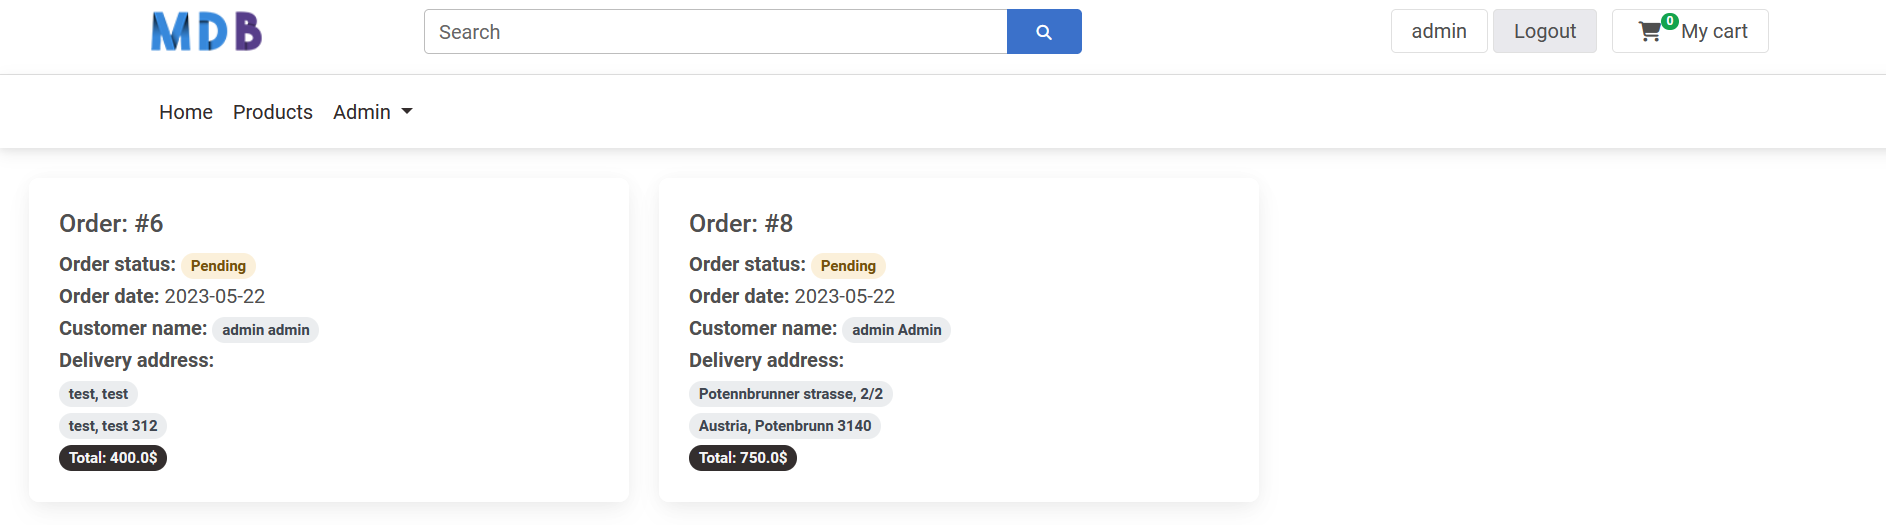 MDB
Search
admin
Logout
0
My cart
Home
Products
Admin
Order: #6
Order status: Pending
Order date: 2023-05-22
Customer name: admin admin
Delivery address:
test, test
test, test 312
Total: 400.0$
Order: #8
Order status: Pending
Order date: 2023-05-22
Customer name: admin Admin
Delivery address:
Potennbrunner strasse, 2/2
Austria, Potenbrunn 3140
Total: 750.0$